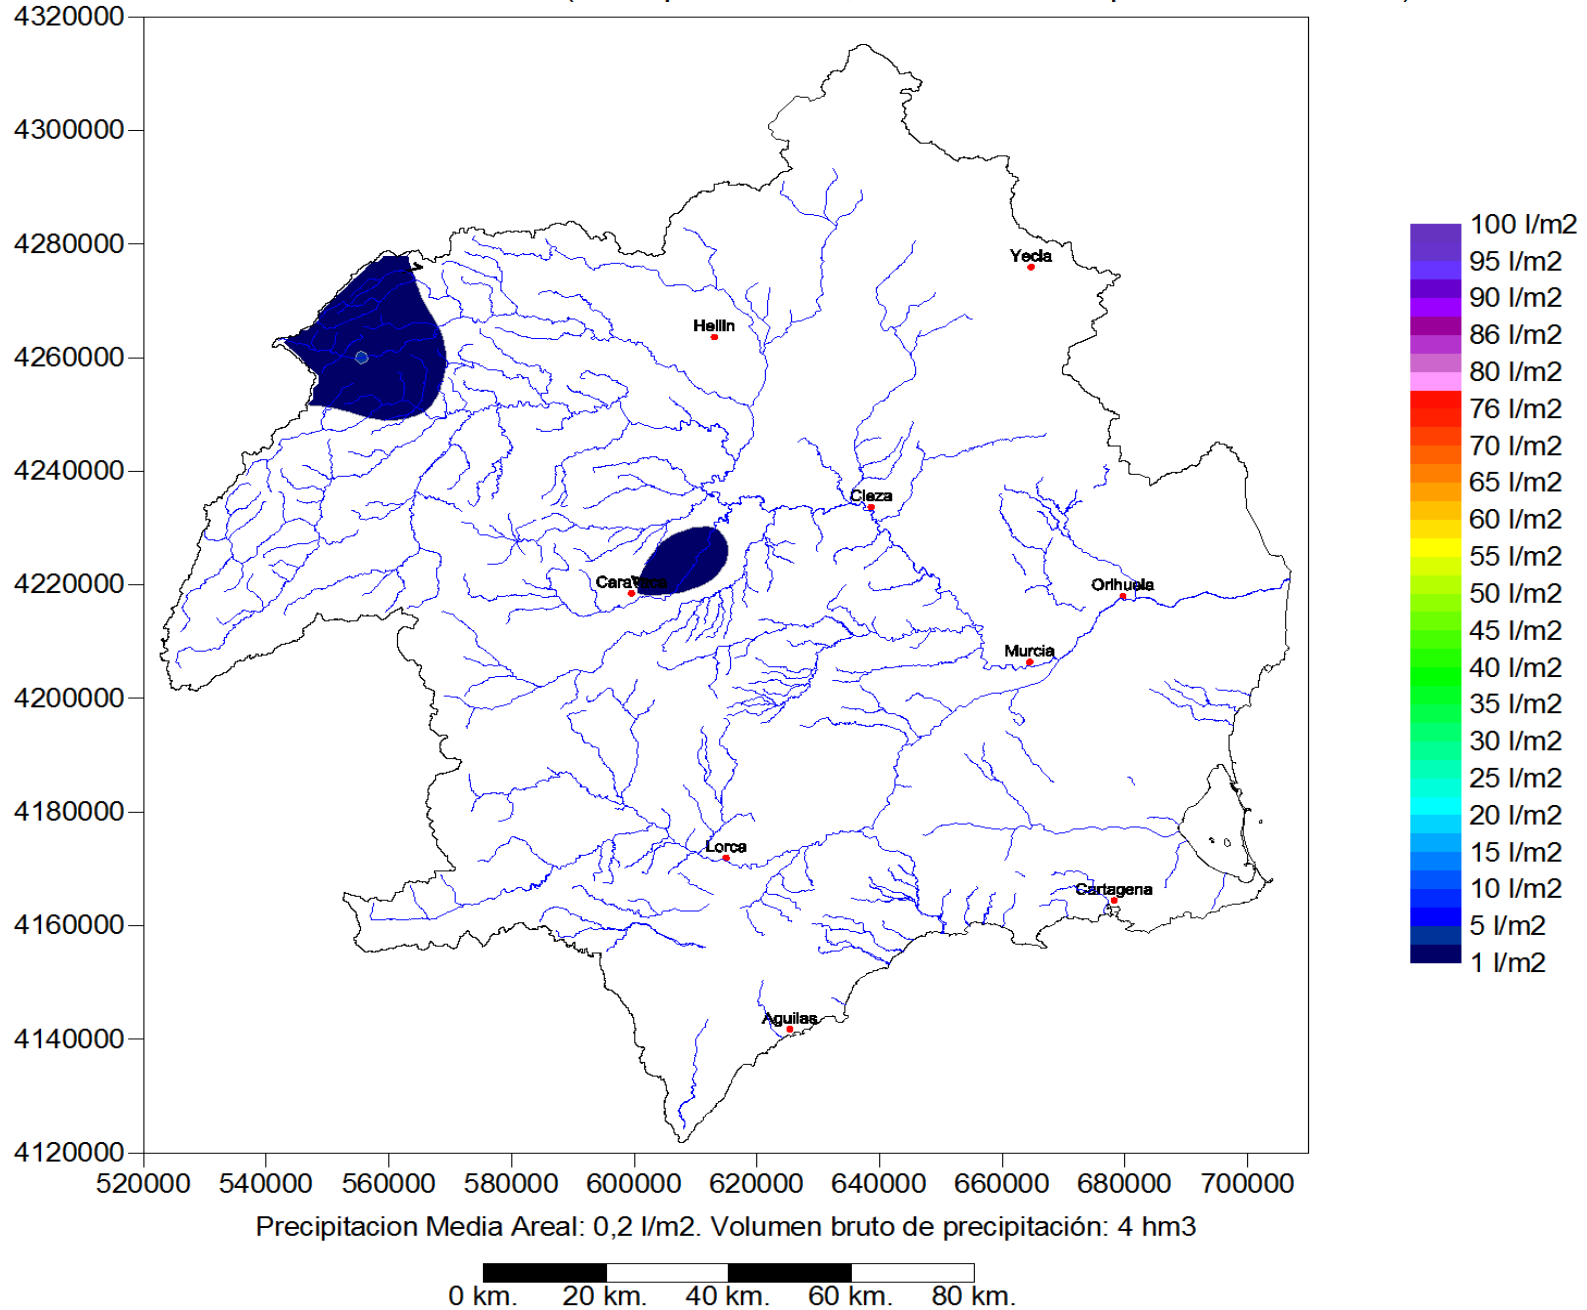 4320000
4300000
4280000
4260000
4240000
4220000
4200000
4180000
4160000
4140000
4120000
520000 540000 560000 580000 600000 620000 640000 660000 680000 700000
Yecla
Hellin
Cieza
Caravaca
Orihuela
Murcia
Lorca
Cartagena
Aguilas
100 l/m2
95 l/m2
90 l/m2
86 l/m2
80 l/m2
76 l/m2
70 l/m2
65 l/m2
60 l/m2
55 l/m2
50 l/m2
45 l/m2
40 l/m2
35 l/m2
30 l/m2
25 l/m2
20 l/m2
15 l/m2
10 l/m2
5 l/m2
1 l/m2
Precipitacion Media Areal: 0,2 l/m2. Volumen bruto de precipitación: 4 hm3
0 km. 20 km. 40 km. 60 km. 80 km.